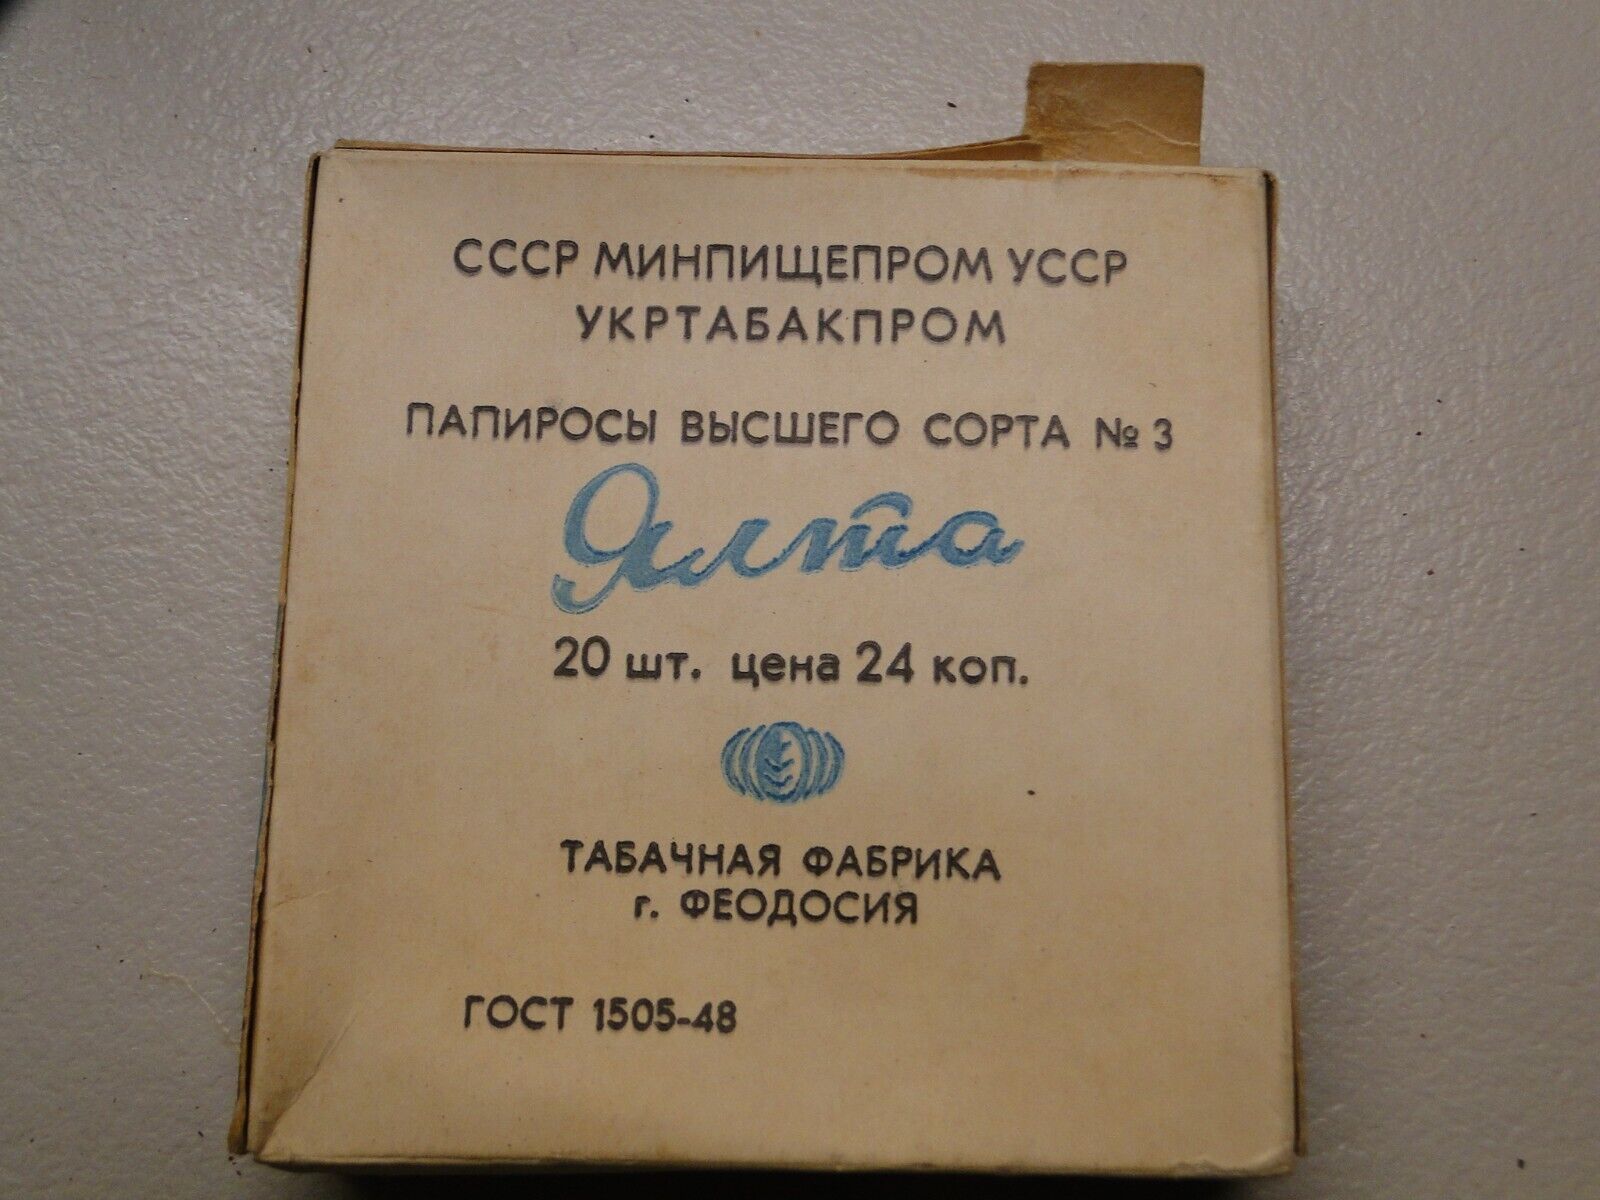 СССР МИНПИЩЕПРОМ УССР
УКРТАБАКПРОМ
ПАПИРОСЫ ВЫСШЕГО СОРТА № 3
Ялта
20 шт. цена 24 коп.
ТАБАЧНАЯ ФАБРИКА
г. ФЕОДОСИЯ
ГОСТ 1505-48